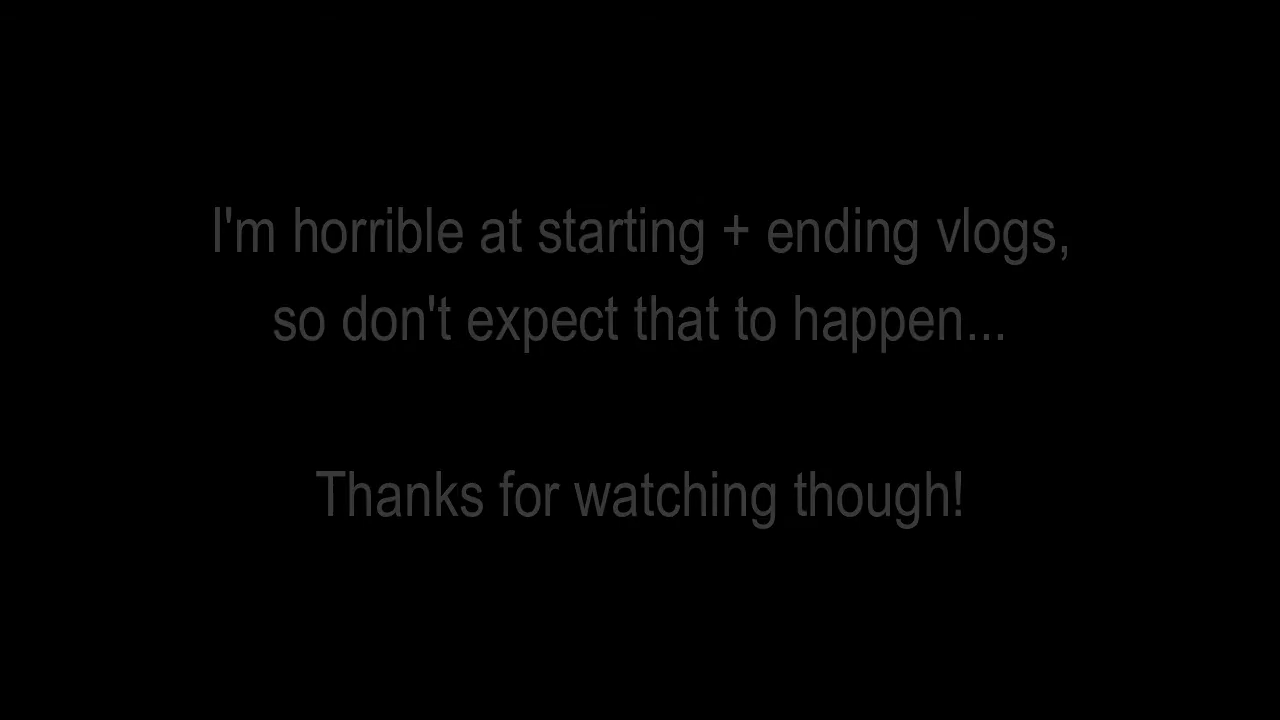 I'm horrible at starting + ending vlogs,
so don't expect that to happen...
Thanks for watching though!